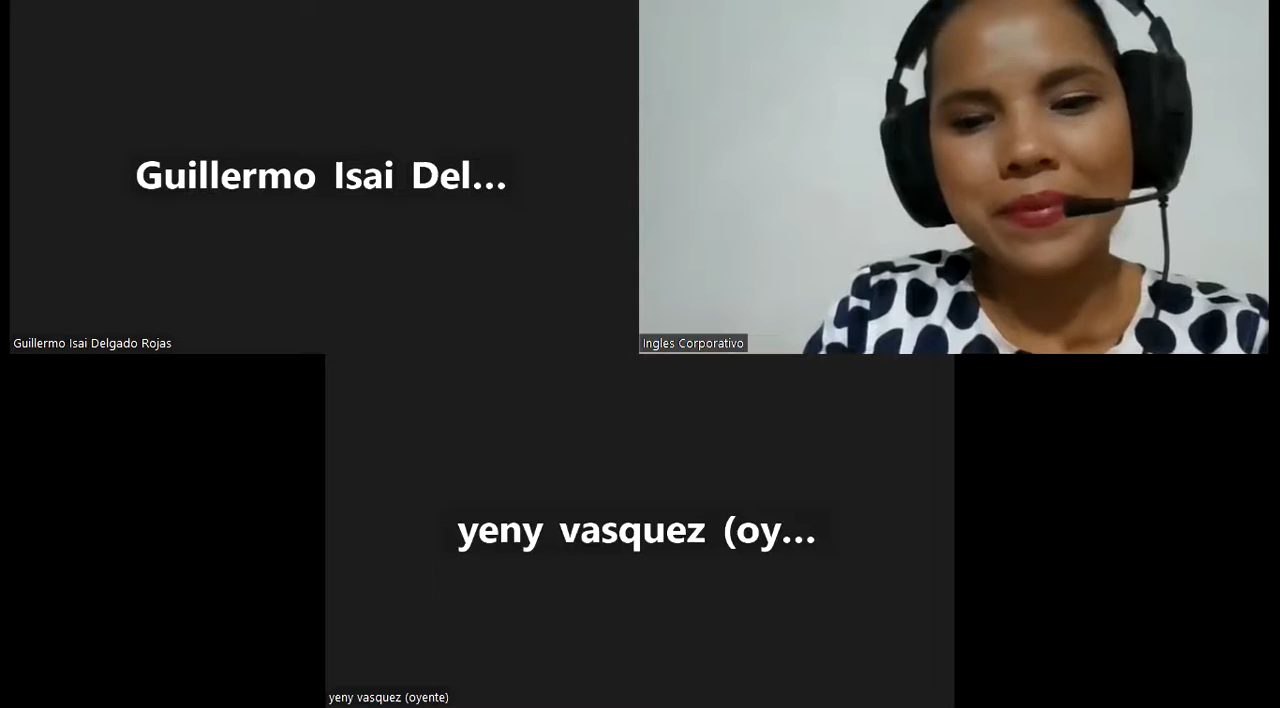 Guillermo Isai Del...
Guillermo Isai Delgado Rojas
Ingles Corporativo
yeny vasquez (oy...
yeny vasquez (oyente)